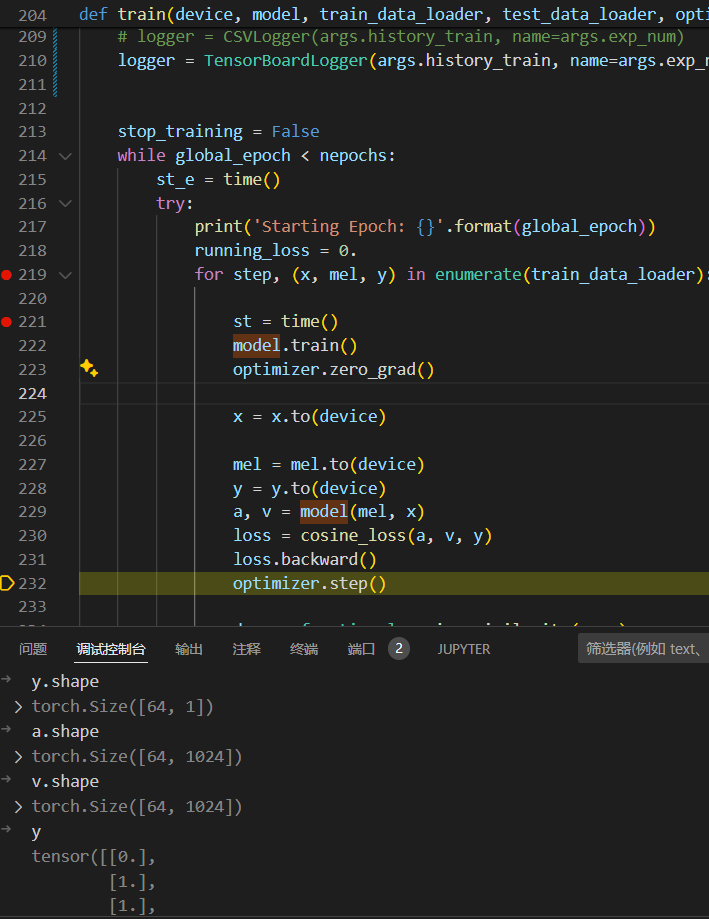 204 def train(device, model, train_data_loader, test_data_loader, opti
209 # logger = CSVLogger(args.history_train, name=args.exp_num)
210 logger = TensorBoardLogger(args.history_train, name=args.exp_n
211
212
213 stop_training = False
214 while global_epoch < nepochs:
215 st_e = time()
216 try:
217 print('Starting Epoch: {}'.format(global_epoch))
218 running_loss = 0.
219 for step, (x, mel, y) in enumerate(train_data_loader):
220
221 st = time()
222 model.train()
223 optimizer.zero_grad()
224
225 x = x.to(device)
226
227 mel = mel.to(device)
228 y = y.to(device)
229 a, v = model(mel, x)
230 loss = cosine_loss(a, v, y)
231 loss.backward()
232 optimizer.step()
233
问题 调试控制台 输出 注释 终端 端口 2 JUPYTER 筛选器(例如 text、
y.shape
torch.Size([64, 1])
a.shape
torch.Size([64, 1024])
v.shape
torch.Size([64, 1024])
y
tensor([[0.],
[1.],
[1.],